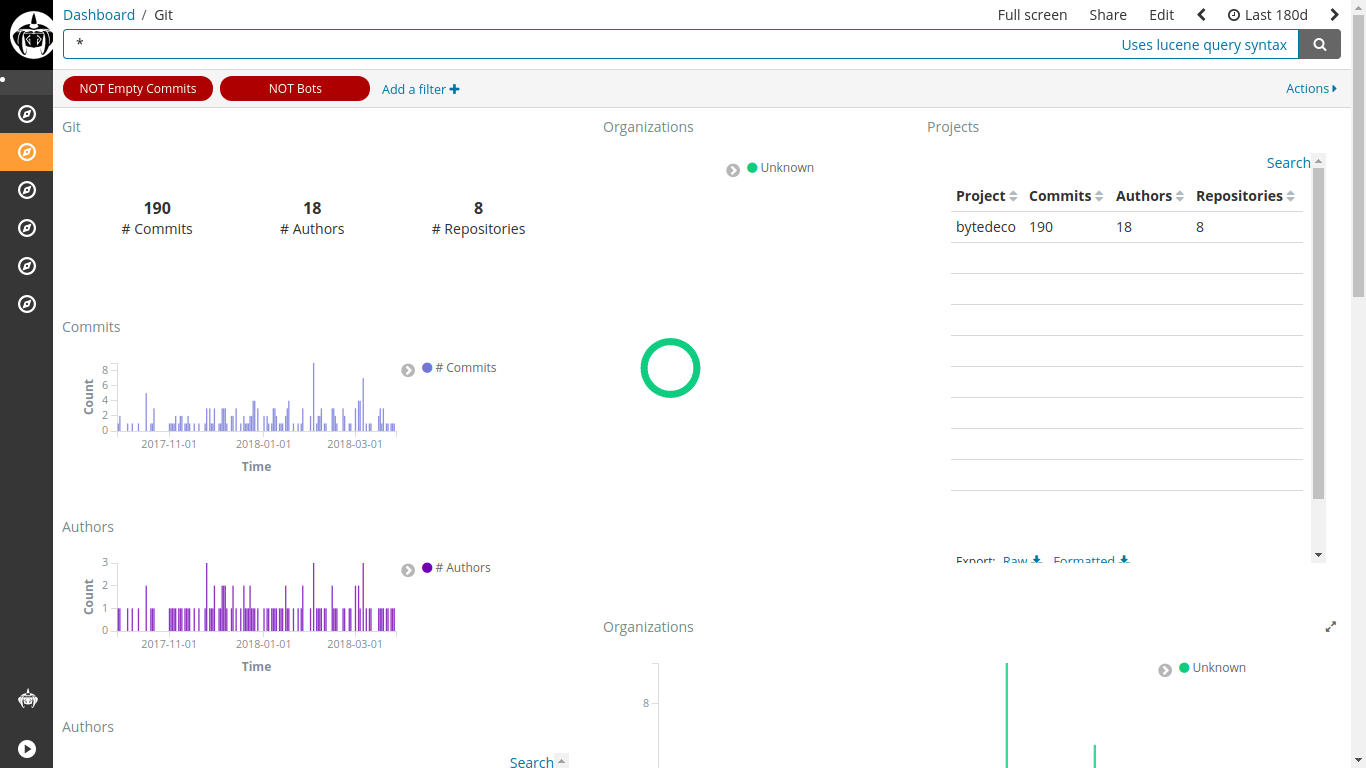 Dashboard / Git
Full screen Share Edit Last 180d
*
Uses lucene query syntax
NOT Empty Commits NOT Bots Add a filter
Actions
Git
190 18 8
# Commits # Authors # Repositories
Organizations
Unknown
Projects
Search
Project Commits Authors Repositories
bytedeco 190 18 8
Export: Raw Formatted
Commits
Count
8
6
4
2
0
2017-11-01 2018-01-01 2018-03-01
Time
# Commits
Authors
Count
3
2
1
0
2017-11-01 2018-01-01 2018-03-01
Time
# Authors
Organizations
8
Unknown
Authors
Search